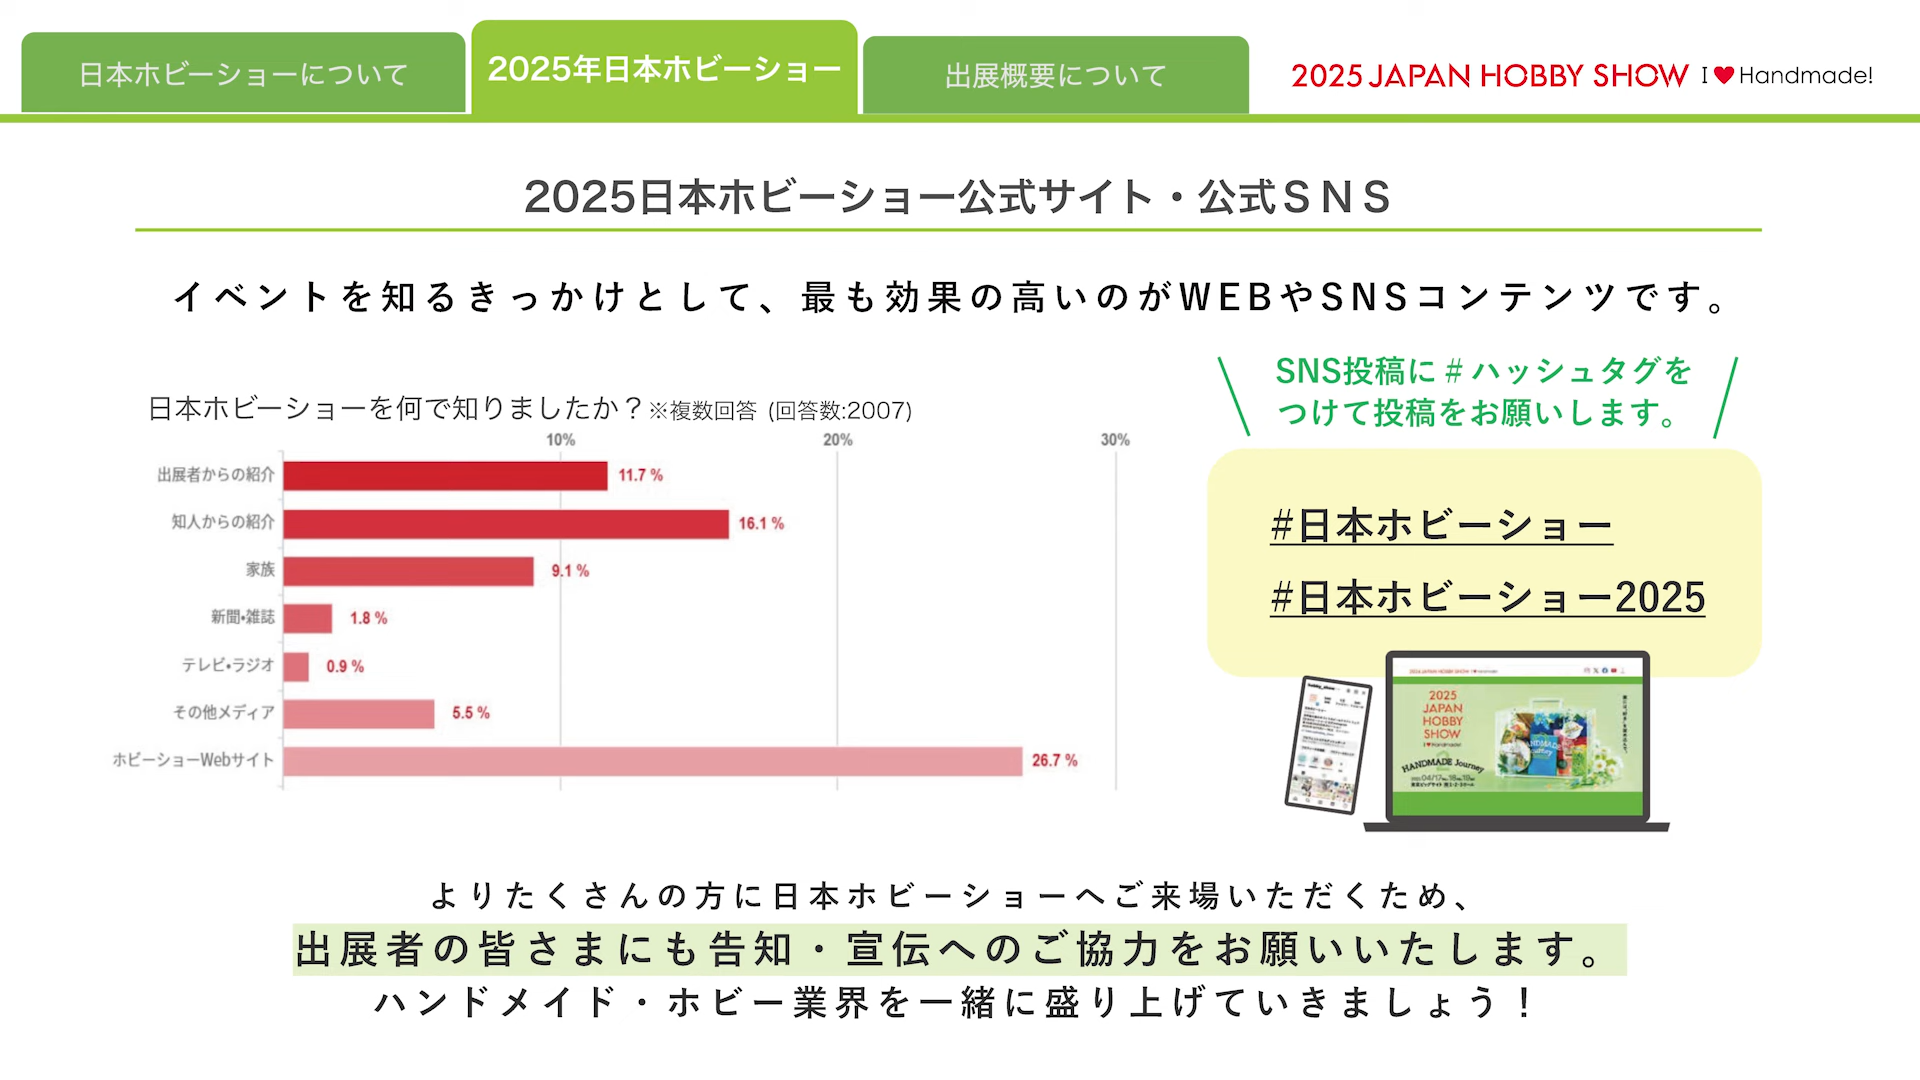 日本ホビーショーについて
2025年日本ホビーショー
出展概要について
2025 JAPAN HOBBY SHOW I♥Handmade!
2025日本ホビーショー公式サイト・公式ＳＮＳ
イベントを知るきっかけとして、最も効果の高いのがWEBやSNSコンテンツです。
日本ホビーショーを何で知りましたか？※複数回答 (回答数:2007)
10% 20% 30%
出展者からの紹介 11.7 %
知人からの紹介 16.1 %
家族 9.1 %
新聞・雑誌 1.8 %
テレビ・ラジオ 0.9 %
その他メディア 5.5 %
ホビーショーWebサイト 26.7 %
SNS投稿に＃ハッシュタグを
つけて投稿をお願いします。
#日本ホビーショー
#日本ホビーショー2025
2025
JAPAN
HOBBY
SHOW
I♥Handmade!
HANDMADE Journey
よりたくさんの方に日本ホビーショーへご来場いただくため、
出展者の皆さまにも告知・宣伝へのご協力をお願いいたします。
ハンドメイド・ホビー業界を一緒に盛り上げていきましょう！